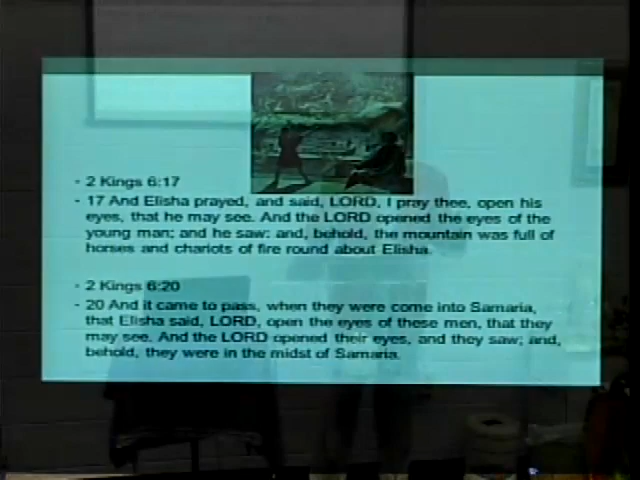 - 2 Kings 6:17
- 17 And Elisha prayed, and said, LORD, I pray thee, open his
eyes, that he may see. And the LORD opened the eyes of the
young man; and he saw: and, behold, the mountain was full of
horses and chariots of fire round about Elisha.
- 2 Kings 6:20
- 20 And it came to pass, when they were come into Samaria,
that Elisha said, LORD, open the eyes of these men, that they
may see. And the LORD opened their eyes, and they saw; and,
behold, they were in the midst of Samaria.